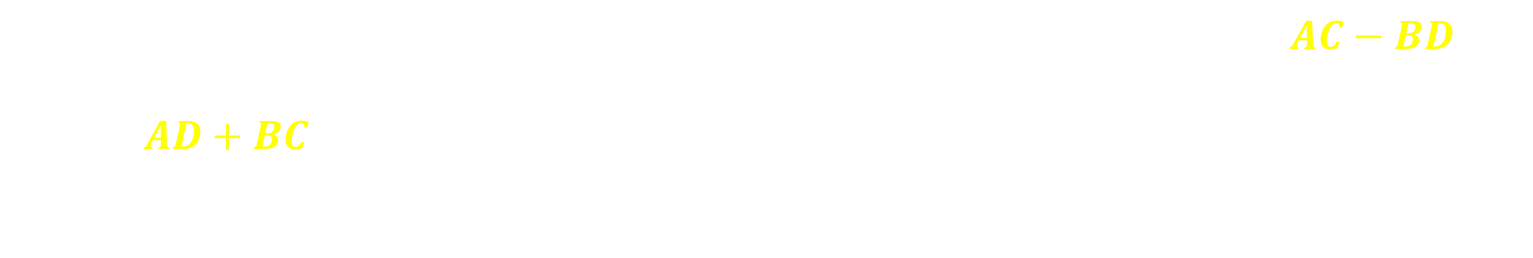 AC − BD
AD + BC